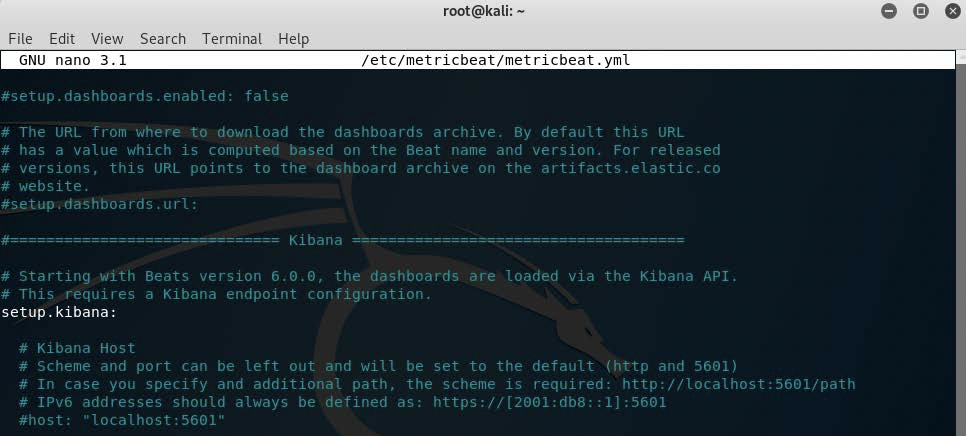 root@kali: ~
File Edit View Search Terminal Help
GNU nano 3.1 /etc/metricbeat/metricbeat.yml
#setup.dashboards.enabled: false
# The URL from where to download the dashboards archive. By default this URL
# has a value which is computed based on the Beat name and version. For released
# versions, this URL points to the dashboard archive on the artifacts.elastic.co
# website.
#setup.dashboards.url:
#============================== Kibana =====================================
# Starting with Beats version 6.0.0, the dashboards are loaded via the Kibana API.
# This requires a Kibana endpoint configuration.
setup.kibana:
# Kibana Host
# Scheme and port can be left out and will be set to the default (http and 5601)
# In case you specify and additional path, the scheme is required: http://localhost:5601/path
# IPv6 addresses should always be defined as: https://[2001:db8::1]:5601
#host: "localhost:5601"